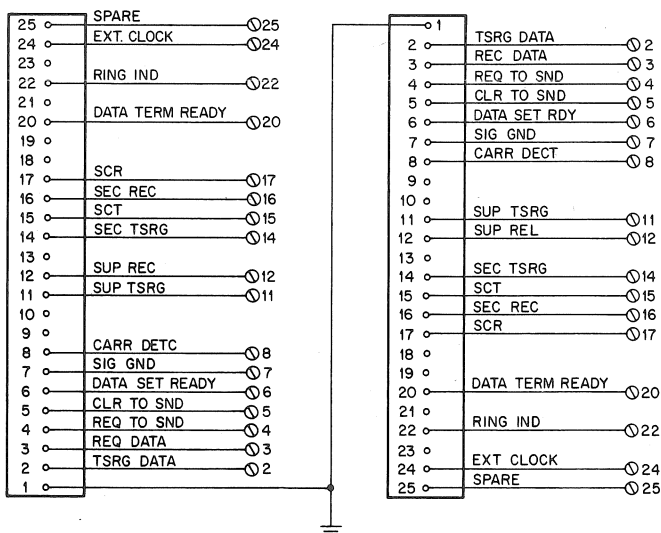 25 SPARE 25
24 EXT. CLOCK 24
23
22 RING IND 22
21
20 DATA TERM READY 20
19
18
17 SCR 17
16 SEC REC 16
15 SCT 15
14 SEC TSRG 14
13
12 SUP REC 12
11 SUP TSRG 11
10
9
8 CARR DETC 8
7 SIG GND 7
6 DATA SET READY 6
5 CLR TO SND 5
4 REQ TO SND 4
3 REQ DATA 3
2 TSRG DATA 2
1
1
2 TSRG DATA 2
3 REC DATA 3
4 REQ TO SND 4
5 CLR TO SND 5
6 DATA SET RDY 6
7 SIG GND 7
8 CARR DECT 8
9
10
11 SUP TSRG 11
12 SUP REL 12
13
14 SEC TSRG 14
15 SCT 15
16 SEC REC 16
17 SCR 17
18
19
20 DATA TERM READY 20
21
22 RING IND 22
23
24 EXT CLOCK 24
25 SPARE 25